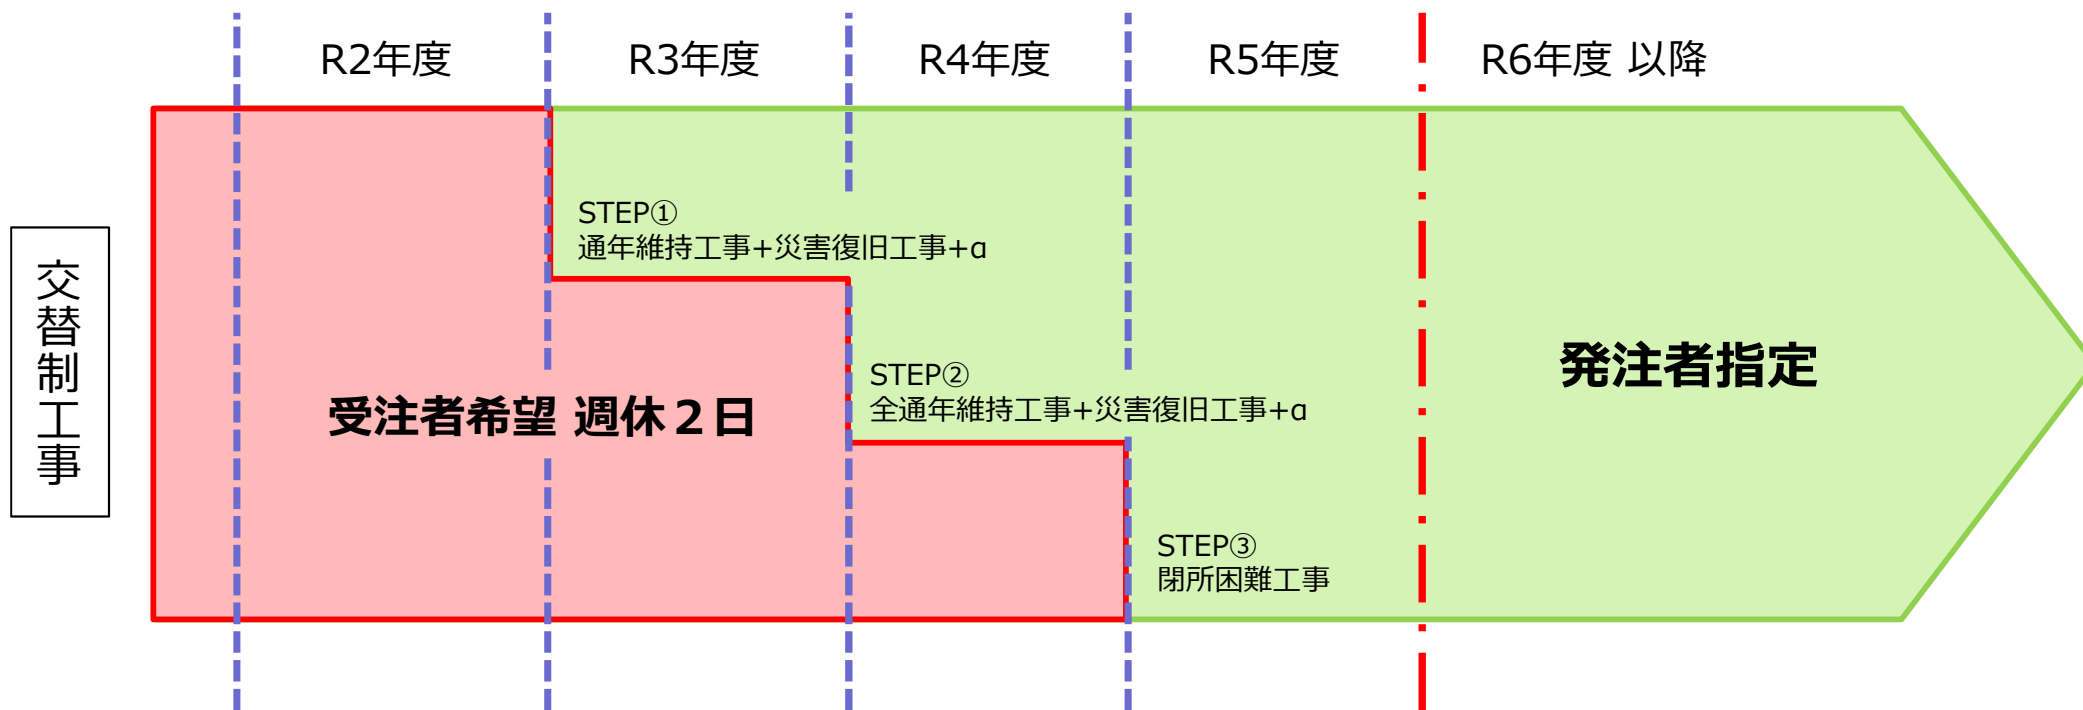 R2年度
R3年度
R4年度
R5年度
R6年度 以降
交替制工事
STEP①
通年維持工事+災害復旧工事+α
受注者希望 週休２日
STEP②
全通年維持工事+災害復旧工事+α
発注者指定
STEP③
閉所困難工事